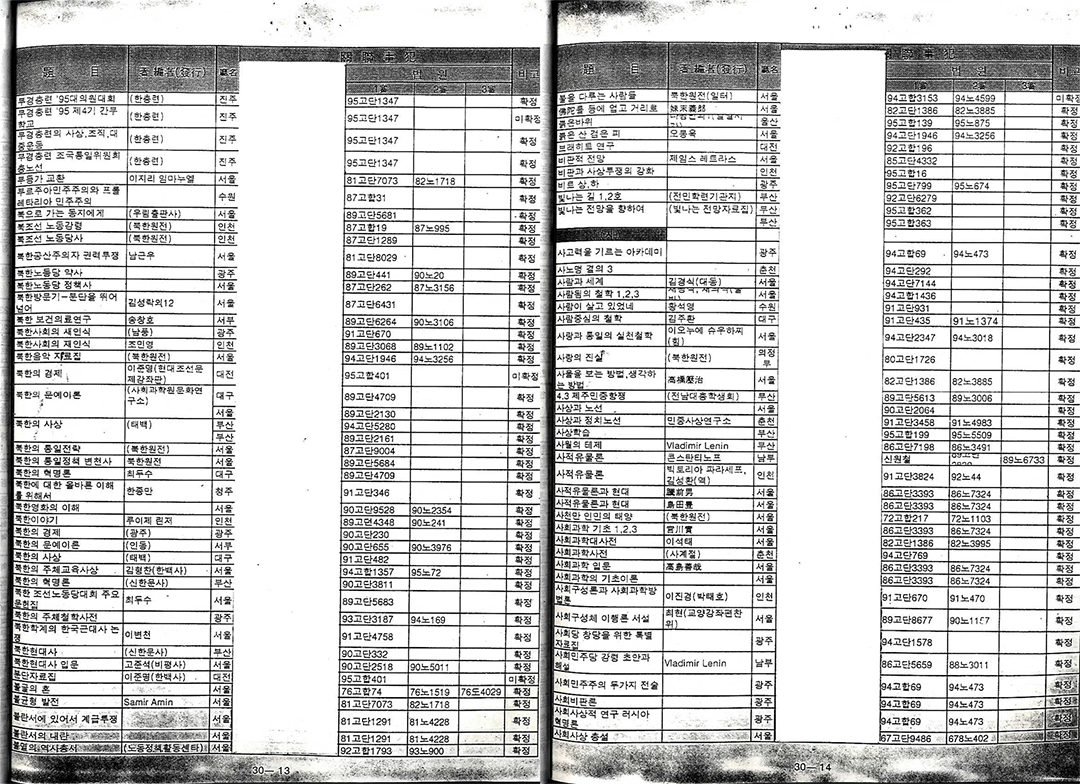 題 目 著編者(發行) 廳名 關聯事犯 번원 비고
1심 2심 3심
부경총련 '95대의원대회 (한총련) 진주 95고단1347 확정
부경총련 '95 제4기 간부학교 (한총련) 진주 95고단1347 미확정
부경총련의 사상,조직,대중운동 (한총련) 진주 95고단1347 확정
부경총련 조국통일위원회 총노선 (한총련) 진주 95고단1347 확정
부등가 교환 이지리 임마누엘 서울 81고단7073 82노1718 확정
부르주아민주주의와 프롤레타리아 민주주의 수원 87고합31 확정
북으로 가는 동지에게 (우림출판사) 서울 89고단5681 확정
북조선 노동강령 (북한원전) 인천 87고합19 87노995 확정
북조선 노동당사 (북한원전) 인천 87고단1289 확정
북한공산주의자 권력투쟁 남근우 서울 81고단8029 확정
북한노동당 약사 광주 89고단441 90노20 확정
북한노동당 정책사 서울 87고단262 87노3156 확정
북한방문기-분단을 뛰어넘어 김성락외12 서울 87고단6431 확정
북한 보건의료연구 송창호 서부 89고단6264 90노3106 확정
북한사회의 새인식 (남풍) 광주 91고단670 확정
북한사회의 재인식 조민영 인천 89고단3068 89노1102 확정
북한음악 자료집 (북한원전) 서울 94고단1946 94노3256 확정
북한의 경제 이준영(현대조선문제강좌판) 대전 95고합401 미확정
북한의 문예이론 (사회과학원문화연구소) 대구 89고단4709 확정
서울 89고단2130 확정
북한의 사상 (태백) 부산 94고단5280 확정
부산 89고단2161 확정
북한의 통일전략 (북한원전) 서울 87고단9004 확정
북한의 통일정책 변천사 북한원전 서울 89고단5684 확정
북한의 혁명론 최두수 대구 89고단4709 확정
북한에 대한 올바른 이해를 위해서 한중만 청주 91고단346 확정
북한영화의 이해 서울 90고단9528 90노2354 확정
북한이야기 루이제 린저 인천 89고단4348 90노241 확정
북한의 경제 (광주) 광주 90고단230 확정
북한의 문예이론 (인동) 서부 90고단655 90노3976 확정
북한의 사상 (태백) 대구 91고단482 확정
북한의 주체교육사상 김형찬(한백사) 서울 94고합1357 95노72 확정
북한의 혁명론 (신한문사) 부산 90고단3811 확정
북한 조선노동당대회 주요문헌집 최두수 서울 89고단5683 확정
북한의 주체철학사전 광주 93고단3187 94노169 확정
북한학계의 한국근대사 논쟁 이병천 서울 91고단4758 확정
북한현대사 (신한문사) 부산 90고단332 확정
북한현대사 입문 고준석(비평사) 서울 90고단2518 90노5011 확정
분단자료집 이준영(한백사) 대전 95고합401 미확정
불굴의 혼 서울 76고합74 76노1519 76도4029 확정
불균형 발전 Samir Amin 서울 81고단7073 82노1718 확정
불란서에 있어서 계급투쟁 서울 81고단1291 81노4228 확정
불란서의 내란 서울 81고단1291 81노4228 확정
불멸의 역사총서 (노동정책활동센타) 서울 92고합1793 93노900 확정
30— 13
題 目 著編者(發行) 廳名 關聯事犯 번원 비고
1심 2심 3심
불을 다루는 사람들 북한원전(일터) 서울 94고합3153 94노4599 미확정
佛陀를 등에 업고 거리로 妹末義郎 서울 82고단1386 82노3885 확정
붉은바위 울산 95고합139 95노875 확정
붉은 산 검은 피 오봉옥 서울 94고단1946 94노3256 확정
브레히트 연구 대전 92고합196 확정
비판적 전망 제임스 페트라스 서울 85고단4332 확정
비판과 사상투쟁의 강화 인천 95고합16 확정
비트 상,하 광주 95고단799 95노674 확정
빛나는 길 1,2호 (전민학련기관지) 부산 92고단6279 확정
빛나는 전망을 향하여 (빛나는 전망자료집) 부산 95고합362 확정
부산 95고합363 확정
사고력을 기르는 아카데미 광주 94고합69 94노473 확정
사노명 결의 3 춘천 94고단292 확정
사람과 세계 김경식(대동) 서울 94고단7144 확정
사람됨의 철학 1,2,3 서울 94고합1436 확정
사람이 살고 있었네 황석영 수원 91고단931 확정
사람중심의 철학 김주환 대구 91고단435 91노1374 확정
사랑과 통일의 실천철학 이오누에 슈우하찌(힘) 서울 94고단2347 94노3018 확정
사랑의 진실 (북한원전) 의정부 80고단1726 확정
사물을 보는 방법,생각하는 방법 高橋壓治 서울 82고단1386 82노3885 확정
4.3 제주민중항쟁 (전남대총학생회) 부산 89고단5613 89노3006 확정
사상과 노선 서울 90고단2064 확정
사상과 정치노선 민중사상연구소 춘천 91고단3458 91노4983 확정
사상학습 부산 95고합199 95노5509 확정
사월의 테제 Vladimir Lenin 부산 86고단7198 86노3491 확정
사적유물론 콘스탄티노프 남부 신원철 89노6733 확정
사적유물론 빅토리아 파라세프,김성환(역) 인천 91고단3824 92노44 확정
사적유물론과 현대 勝前男 서울 86고단3393 86노7324 확정
사적유물론과 현대 島田豊 서울 86고단3393 86노7324 확정
사천만 인민의 태양 (북한원전) 서울 72고합217 72노1103 확정
사회과학 기초 1,2,3 宮川實 서울 86고단3393 86노7324 확정
사회과학대사전 이석태 서울 82고단1386 82노3995 확정
사회과학사전 (사계절) 춘천 94고단769 확정
사회과학 입문 高島善哉 서울 86고단3393 86노7324 확정
사회과학의 기초이론 서울 86고단3393 86노7324 확정
사회구성론과 사회과학방법론 이진경(박태호) 인천 91고단670 91노470 확정
사회구성체 이행론 서설 최현(교양강좌편찬위) 서울 89고단8677 확정
사회당 창당을 위한 특별자료집 광주 94고단1578 확정
사회민주당 강령 초안과 해설 Vladimir Lenin 남부 86고단5659 88노3011 확정
사회민주주의 두가지 전술 광주 94고합69 94노473 확정
사회비판론 광주 94고합69 94노473 확정
사회사상적 연구 러시아 혁명론 광주 94고합69 94노473 확정
사회사상 총설 서울 67고단9486 678노402 확정
30— 14